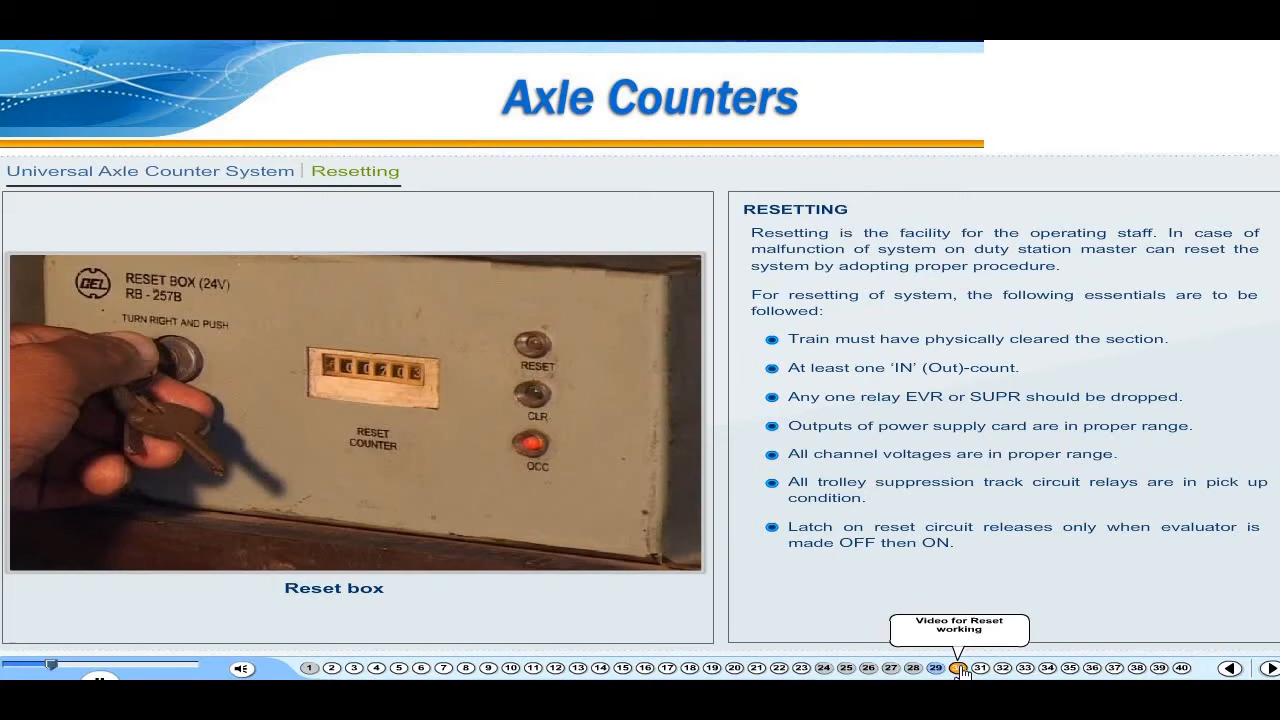 Axle Counters
Universal Axle Counter System | Resetting
GEL
RESET BOX (24V)
RB - 257B
TURN RIGHT AND PUSH
RESET
COUNTER
RESET
CLR
OCC
Reset box
RESETTING
Resetting is the facility for the operating staff. In case of
malfunction of system on duty station master can reset the
system by adopting proper procedure.
For resetting of system, the following essentials are to be
followed:
Train must have physically cleared the section.
At least one ‘IN’ (Out)-count.
Any one relay EVR or SUPR should be dropped.
Outputs of power supply card are in proper range.
All channel voltages are in proper range.
All trolley suppression track circuit relays are in pick up
condition.
Latch on reset circuit releases only when evaluator is
made OFF then ON.
Video for Reset
working
1 2 3 4 5 6 7 8 9 10 11 12 13 14 15 16 17 18 19 20 21 22 23 24 25 26 27 28 29 31 32 33 34 35 36 37 38 39 40